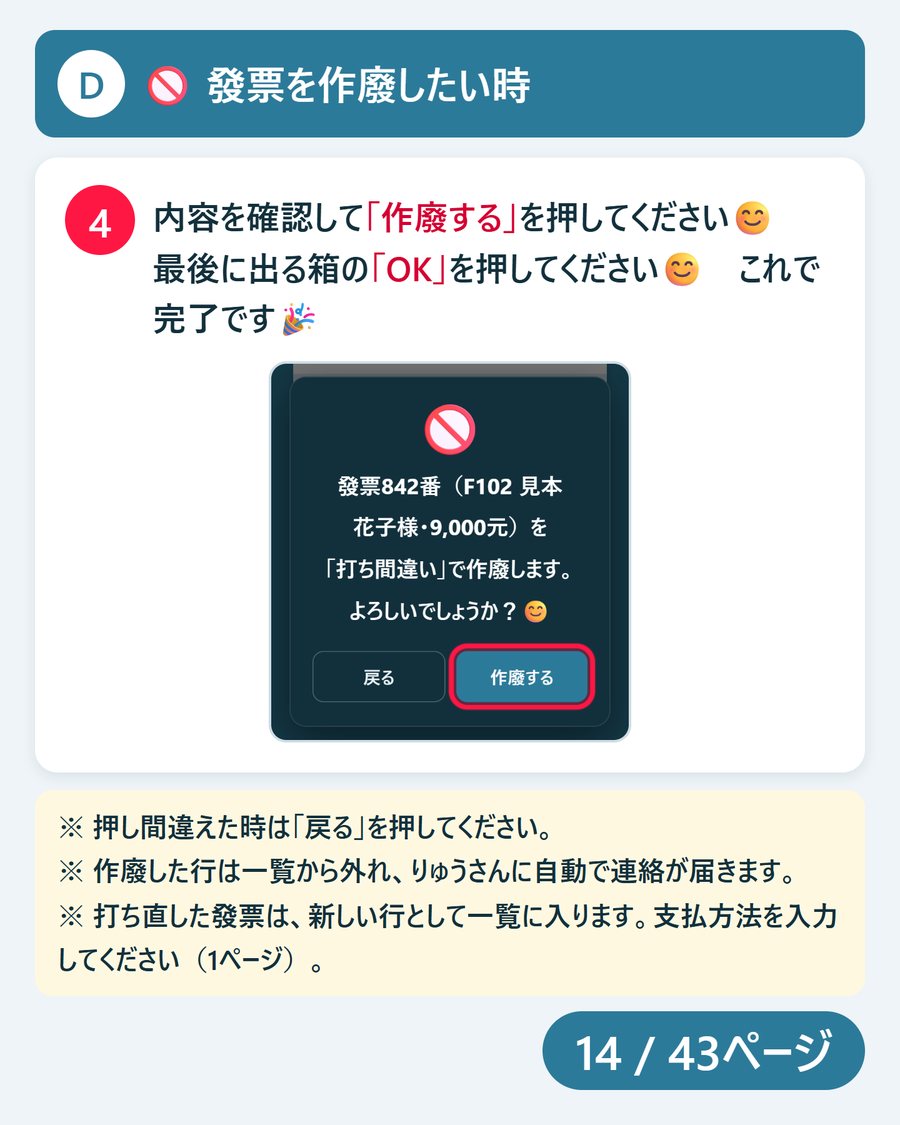 D 🚫 發票を作廢したい時
4 内容を確認して「作廢する」を押してください😊
最後に出る箱の「OK」を押してください😊　これで
完了です🎉
發票842番（F102 見本
花子様・9,000元）を
「打ち間違い」で作廢します。
よろしいでしょうか？😊
戻る 作廢する
※ 押し間違えた時は「戻る」を押してください。
※ 作廢した行は一覧から外れ、りゅうさんに自動で連絡が届きます。
※ 打ち直した發票は、新しい行として一覧に入ります。支払方法を入力
してください（1ページ）。
14 / 43ページ